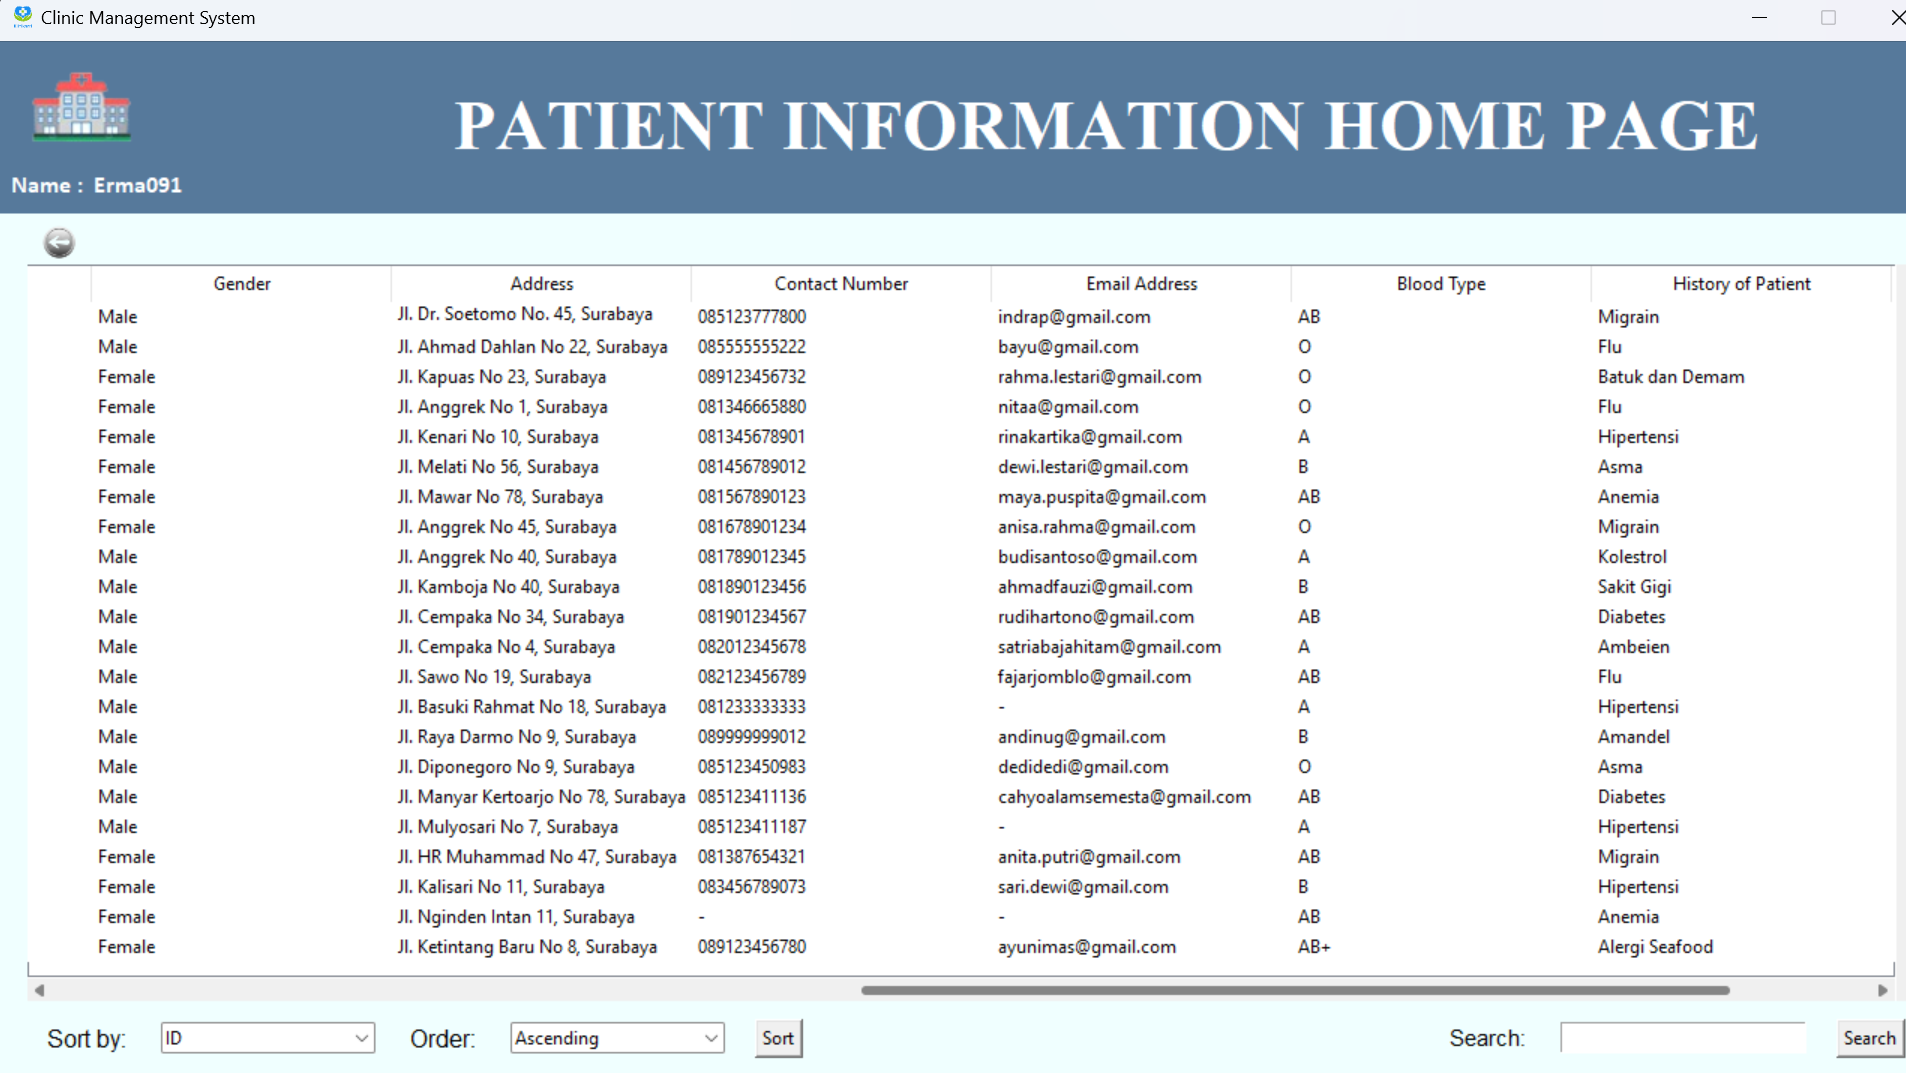 Clinic Management System
PATIENT INFORMATION HOME PAGE
Name : Erma091
Gender Address Contact Number Email Address Blood Type History of Patient
Male Jl. Dr. Soetomo No. 45, Surabaya 085123777800 indrap@gmail.com AB Migrain
Male Jl. Ahmad Dahlan No 22, Surabaya 085555555222 bayu@gmail.com O Flu
Female Jl. Kapuas No 23, Surabaya 089123456732 rahma.lestari@gmail.com O Batuk dan Demam
Female Jl. Anggrek No 1, Surabaya 081346665880 nitaa@gmail.com O Flu
Female Jl. Kenari No 10, Surabaya 081345678901 rinakartika@gmail.com A Hipertensi
Female Jl. Melati No 56, Surabaya 081456789012 dewi.lestari@gmail.com B Asma
Female Jl. Mawar No 78, Surabaya 081567890123 maya.puspita@gmail.com AB Anemia
Female Jl. Anggrek No 45, Surabaya 081678901234 anisa.rahma@gmail.com O Migrain
Male Jl. Anggrek No 40, Surabaya 081789012345 budisantoso@gmail.com A Kolestrol
Male Jl. Kamboja No 40, Surabaya 081890123456 ahmadfauzi@gmail.com B Sakit Gigi
Male Jl. Cempaka No 34, Surabaya 081901234567 rudihartono@gmail.com AB Diabetes
Male Jl. Cempaka No 4, Surabaya 082012345678 satriabajahitam@gmail.com A Ambeien
Male Jl. Sawo No 19, Surabaya 082123456789 fajarjomblo@gmail.com AB Flu
Male Jl. Basuki Rahmat No 18, Surabaya 081233333333 - A Hipertensi
Male Jl. Raya Darmo No 9, Surabaya 089999999012 andinug@gmail.com B Amandel
Male Jl. Diponegoro No 9, Surabaya 085123450983 dedidedi@gmail.com O Asma
Male Jl. Manyar Kertoarjo No 78, Surabaya 085123411136 cahyoalamsemesta@gmail.com AB Diabetes
Male Jl. Mulyosari No 7, Surabaya 085123411187 - A Hipertensi
Female Jl. HR Muhammad No 47, Surabaya 081387654321 anita.putri@gmail.com AB Migrain
Female Jl. Kalisari No 11, Surabaya 083456789073 sari.dewi@gmail.com B Hipertensi
Female Jl. Nginden Intan 11, Surabaya - - AB Anemia
Female Jl. Ketintang Baru No 8, Surabaya 089123456780 ayunimas@gmail.com AB+ Alergi Seafood
Sort by: ID Order: Ascending Sort Search: Search